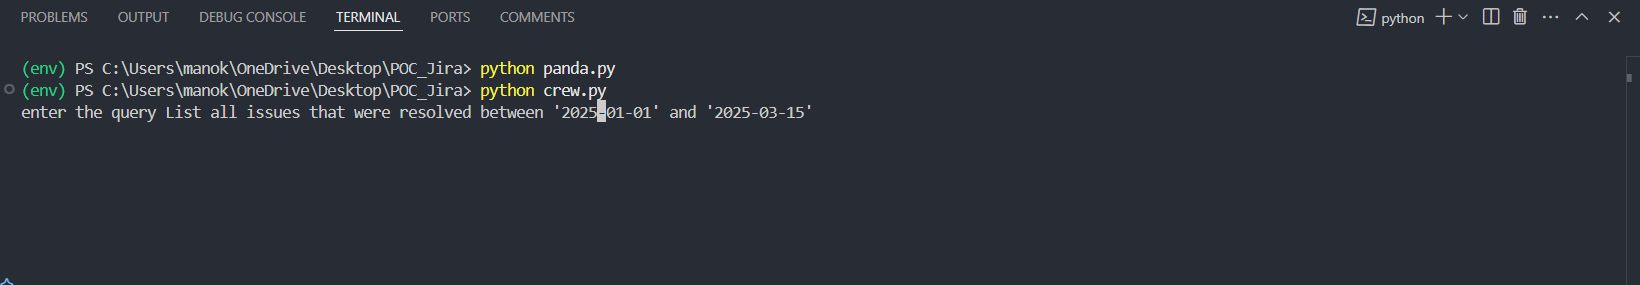 PROBLEMS OUTPUT DEBUG CONSOLE TERMINAL PORTS COMMENTS python
(env) PS C:\Users\manok\OneDrive\Desktop\POC_Jira> python panda.py
(env) PS C:\Users\manok\OneDrive\Desktop\POC_Jira> python crew.py
enter the query List all issues that were resolved between '2025-01-01' and '2025-03-15'